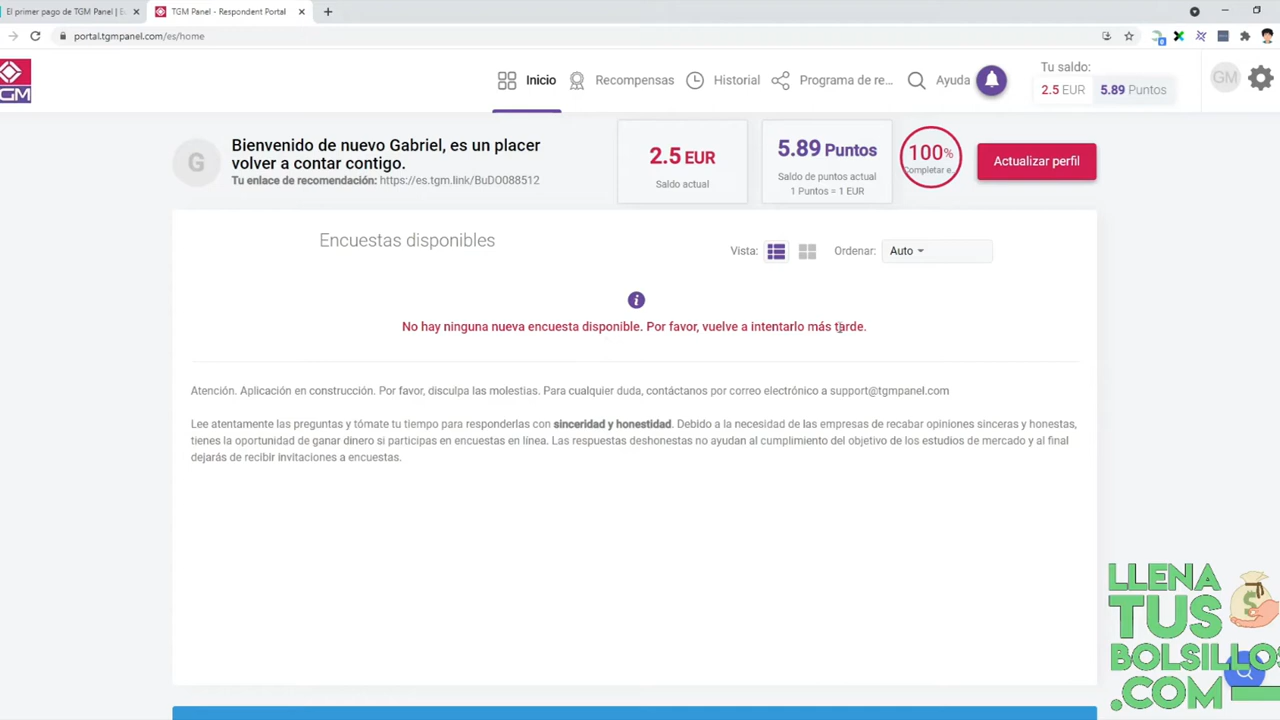 El primer pago de TGM Panel | E
TGM Panel - Respondent Portal
portal.tgmpanel.com/es/home
GM
Inicio
Recompensas
Historial
Programa de re...
Ayuda
Tu saldo:
2.5 EUR
5.89 Puntos
GM
G
Bienvenido de nuevo Gabriel, es un placer
volver a contar contigo.
Tu enlace de recomendación: https://es.tgm.link/BuDO088512
2.5 EUR
Saldo actual
5.89 Puntos
Saldo de puntos actual
1 Puntos = 1 EUR
100%
Completar e...
Actualizar perfil
Encuestas disponibles
Vista:
Ordenar:
Auto
No hay ninguna nueva encuesta disponible. Por favor, vuelve a intentarlo más tarde.
Atención. Aplicación en construcción. Por favor, disculpa las molestias. Para cualquier duda, contáctanos por correo electrónico a support@tgmpanel.com
Lee atentamente las preguntas y tómate tu tiempo para responderlas con sinceridad y honestidad. Debido a la necesidad de las empresas de recabar opiniones sinceras y honestas,
tienes la oportunidad de ganar dinero si participas en encuestas en línea. Las respuestas deshonestas no ayudan al cumplimiento del objetivo de los estudios de mercado y al final
dejarás de recibir invitaciones a encuestas.
LLENA
TUS
BOLSILLOS
.COM